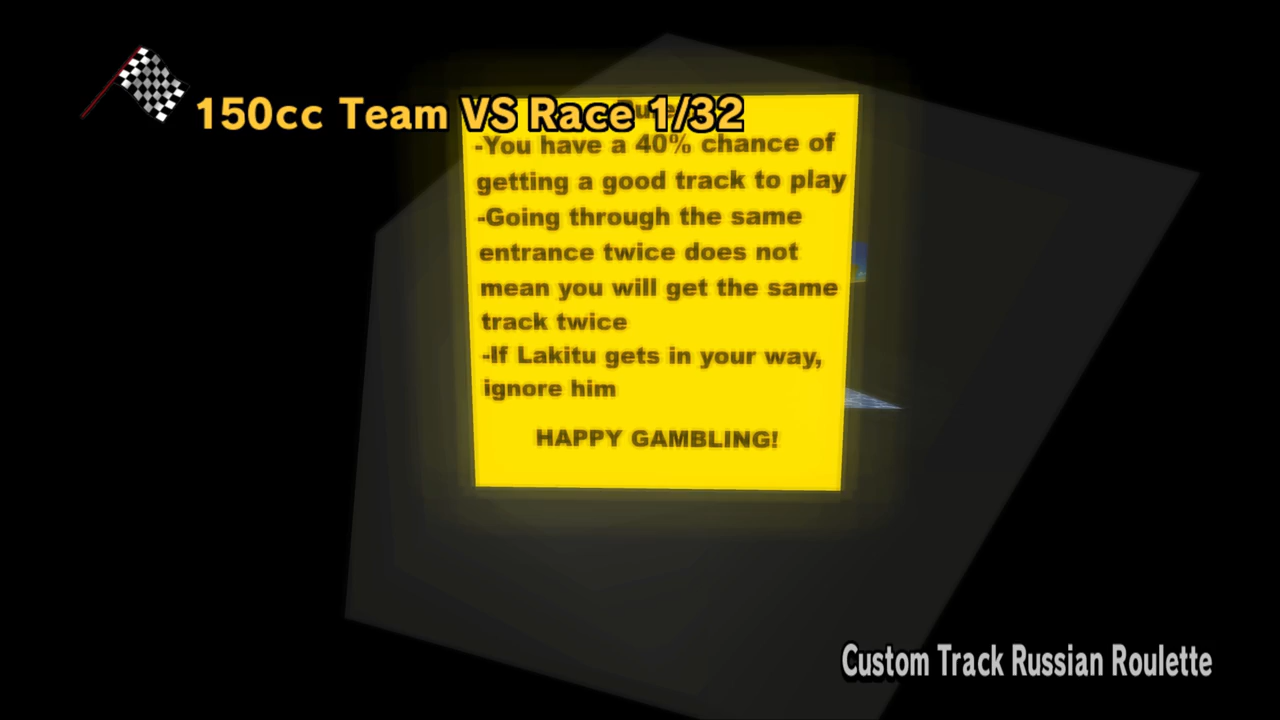 150cc Team VS Race 1/32
-You have a 40% chance of
getting a good track to play
-Going through the same
entrance twice does not
mean you will get the same
track twice
-If Lakitu gets in your way,
ignore him
HAPPY GAMBLING!
Custom Track Russian Roulette